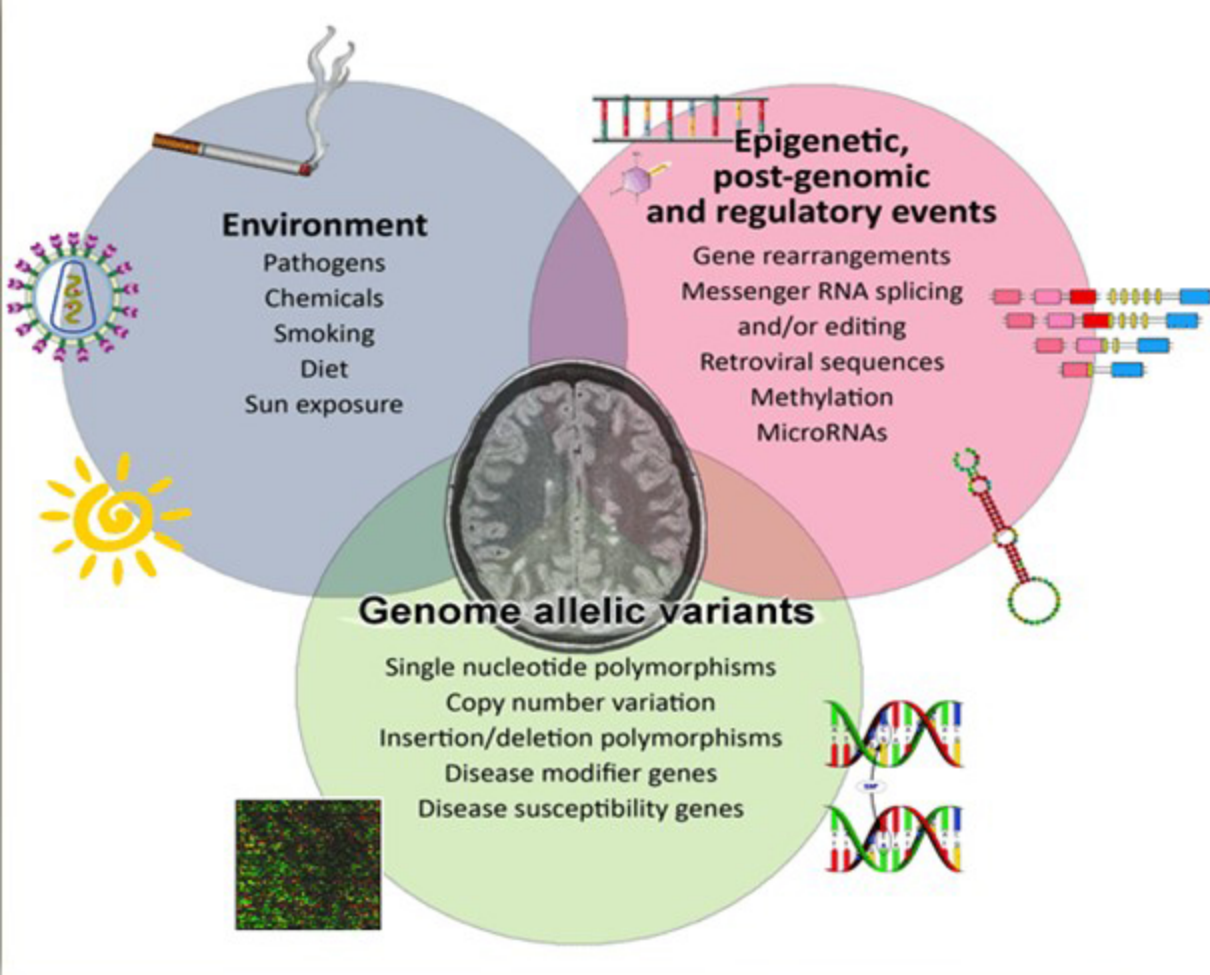 Environment
Pathogens
Chemicals
Smoking
Diet
Sun exposure
Epigenetic,
post-genomic
and regulatory events
Gene rearrangements
Messenger RNA splicing
and/or editing
Retroviral sequences
Methylation
MicroRNAs
Genome allelic variants
Single nucleotide polymorphisms
Copy number variation
Insertion/deletion polymorphisms
Disease modifier genes
Disease susceptibility genes